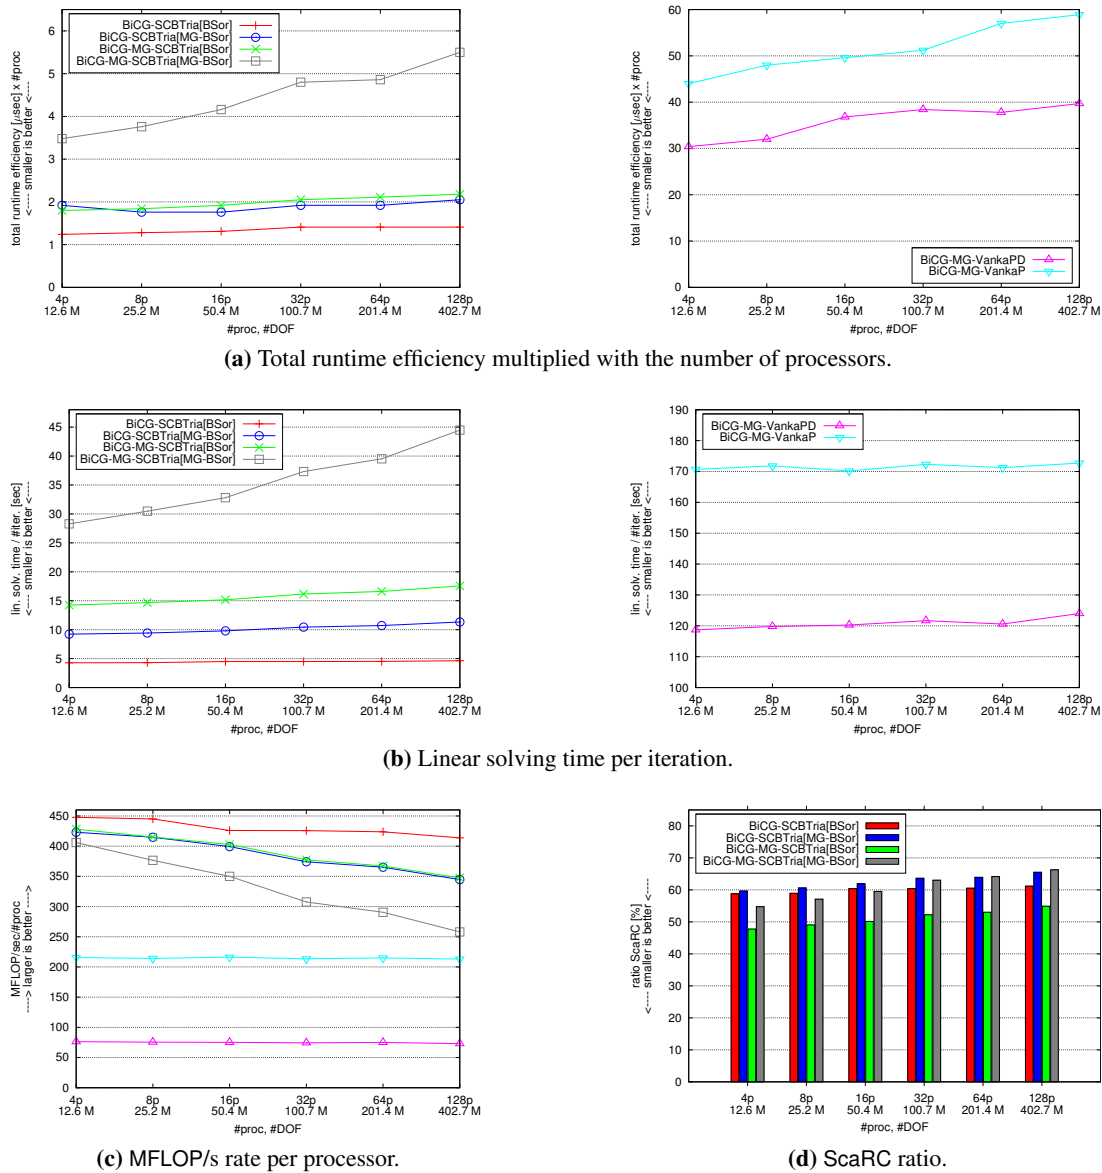 BiCG-SCBTria[BSor]
BiCG-SCBTria[MG-BSor]
BiCG-MG-SCBTria[BSor]
BiCG-MG-SCBTria[MG-BSor]
total runtime efficiency [μsec] x #proc
<---- smaller is better <----
6
5
4
3
2
1
0
4p 8p 16p 32p 64p 128p
12.6 M 25.2 M 50.4 M 100.7 M 201.4 M 402.7 M
#proc, #DOF
total runtime efficiency [μsec] x #proc
<---- smaller is better <----
60
50
40
30
20
10
0
BiCG-MG-VankaPD
BiCG-MG-VankaP
4p 8p 16p 32p 64p 128p
12.6 M 25.2 M 50.4 M 100.7 M 201.4 M 402.7 M
#proc, #DOF
(a) Total runtime efficiency multiplied with the number of processors.
BiCG-SCBTria[BSor]
BiCG-SCBTria[MG-BSor]
BiCG-MG-SCBTria[BSor]
BiCG-MG-SCBTria[MG-BSor]
lin. solv. time / #iter. [sec]
<---- smaller is better <----
45
40
35
30
25
20
15
10
5
0
4p 8p 16p 32p 64p 128p
12.6 M 25.2 M 50.4 M 100.7 M 201.4 M 402.7 M
#proc, #DOF
BiCG-MG-VankaPD
BiCG-MG-VankaP
lin. solv. time / #iter. [sec]
<---- smaller is better <----
190
180
170
160
150
140
130
120
110
100
4p 8p 16p 32p 64p 128p
12.6 M 25.2 M 50.4 M 100.7 M 201.4 M 402.7 M
#proc, #DOF
(b) Linear solving time per iteration.
MFLOP/sec/#proc
----> larger is better ---->
450
400
350
300
250
200
150
100
50
0
4p 8p 16p 32p 64p 128p
12.6 M 25.2 M 50.4 M 100.7 M 201.4 M 402.7 M
#proc, #DOF
(c) MFLOP/s rate per processor.
BiCG-SCBTria[BSor]
BiCG-SCBTria[MG-BSor]
BiCG-MG-SCBTria[BSor]
BiCG-MG-SCBTria[MG-BSor]
ratio ScaRC [%]
<---- smaller is better <----
80
70
60
50
40
30
20
10
0
4p 8p 16p 32p 64p 128p
12.6 M 25.2 M 50.4 M 100.7 M 201.4 M 402.7 M
#proc, #DOF
(d) ScaRC ratio.